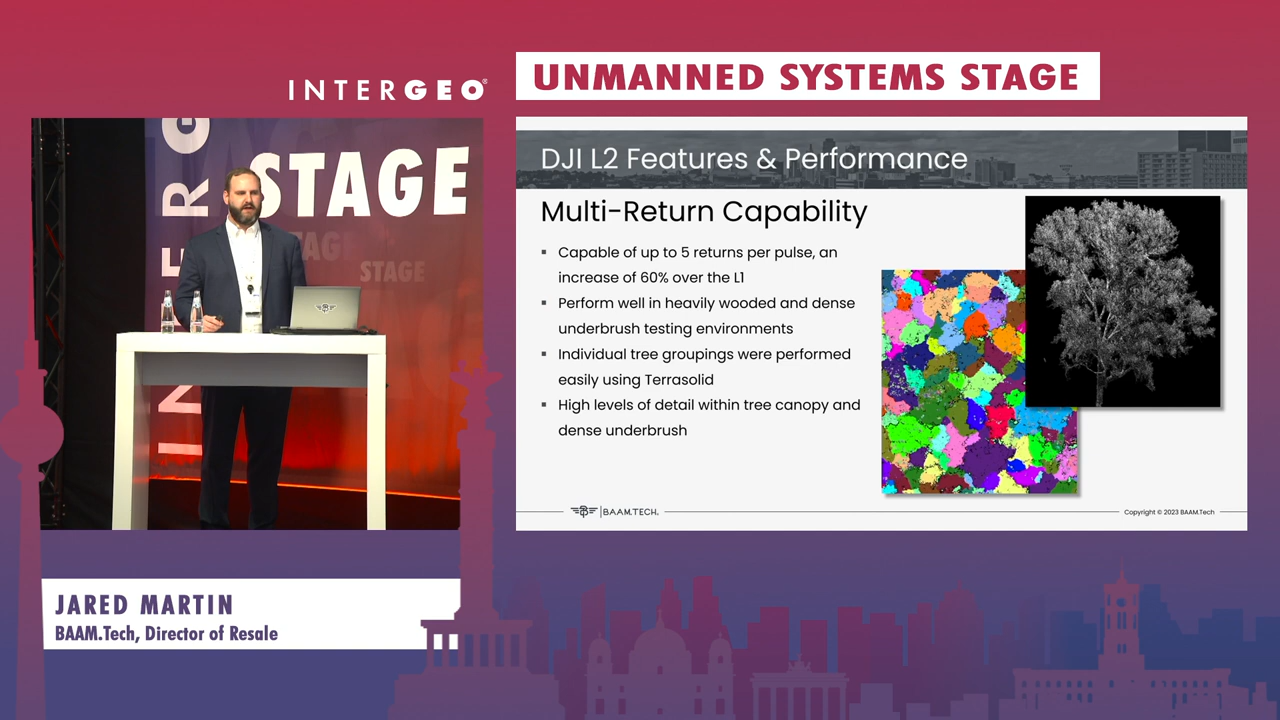 INTERGEO®
UNMANNED SYSTEMS STAGE
INTERG
STAGE
STAGE
DJI L2 Features & Performance
Multi-Return Capability
▪ Capable of up to 5 returns per pulse, an
increase of 60% over the L1
▪ Perform well in heavily wooded and dense
underbrush testing environments
▪ Individual tree groupings were performed
easily using Terrasolid
▪ High levels of detail within tree canopy and
dense underbrush
BAAM.TECH.
Copyright © 2023 BAAM.Tech
JARED MARTIN
BAAM.Tech, Director of Resale